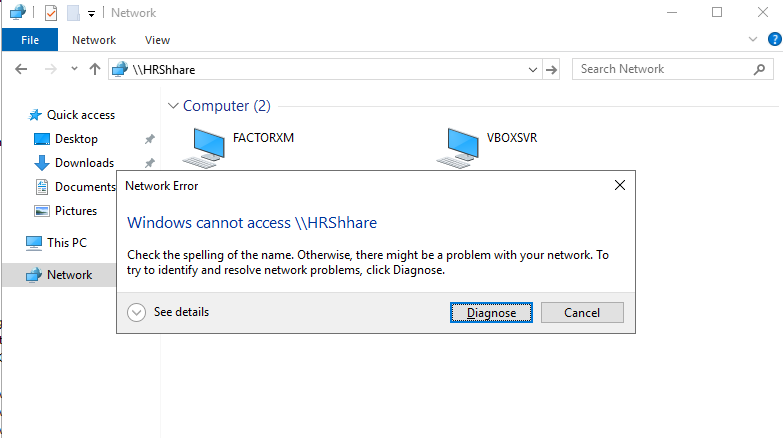 File
Network
View
\\HRShhare
Search Network
Quick access
Desktop
Downloads
Documents
Pictures
This PC
Network
Computer (2)
FACTORXM
VBOXSVR
Network Error
Windows cannot access \\HRShhare
Check the spelling of the name. Otherwise, there might be a problem with your network. To
try to identify and resolve network problems, click Diagnose.
See details
Diagnose
Cancel